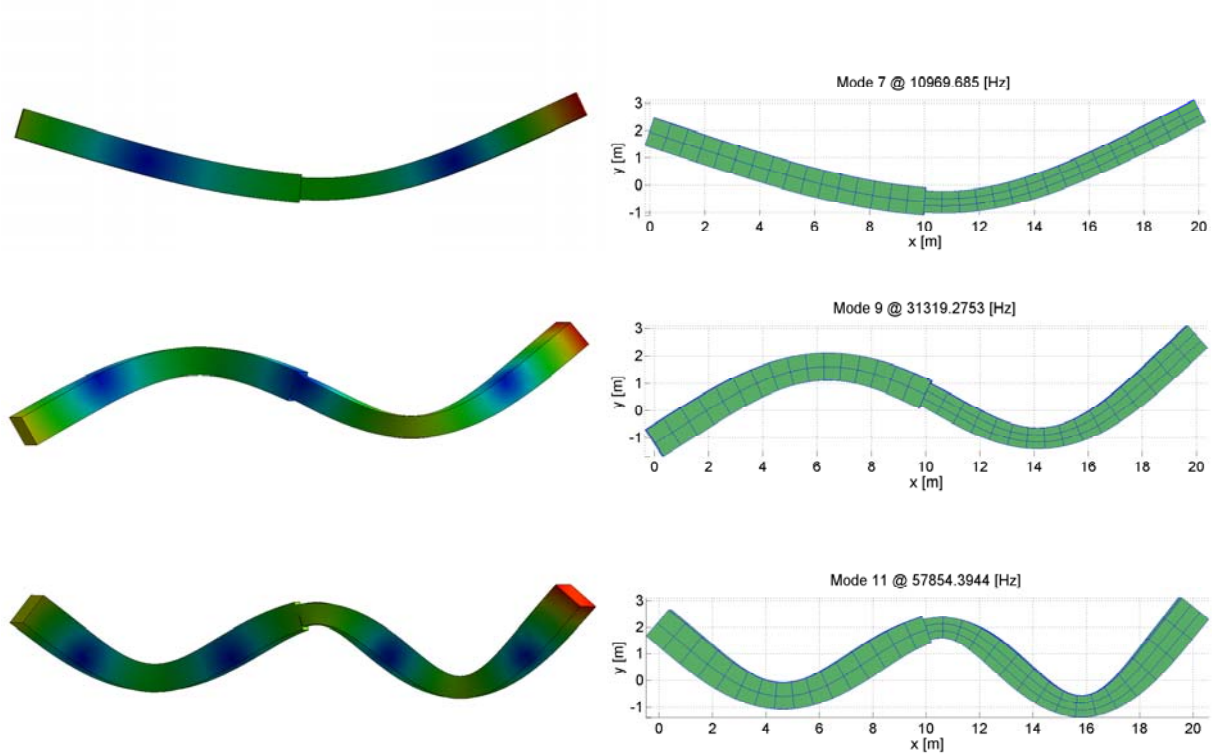 Mode 7 @ 10969.685 [Hz]
3
2
1
0
-1
y [m]
0 2 4 6 8 10 12 14 16 18 20
x [m]
Mode 9 @ 31319.2753 [Hz]
3
2
1
0
-1
y [m]
0 2 4 6 8 10 12 14 16 18 20
x [m]
Mode 11 @ 57854.3944 [Hz]
3
2
1
0
-1
y [m]
0 2 4 6 8 10 12 14 16 18 20
x [m]